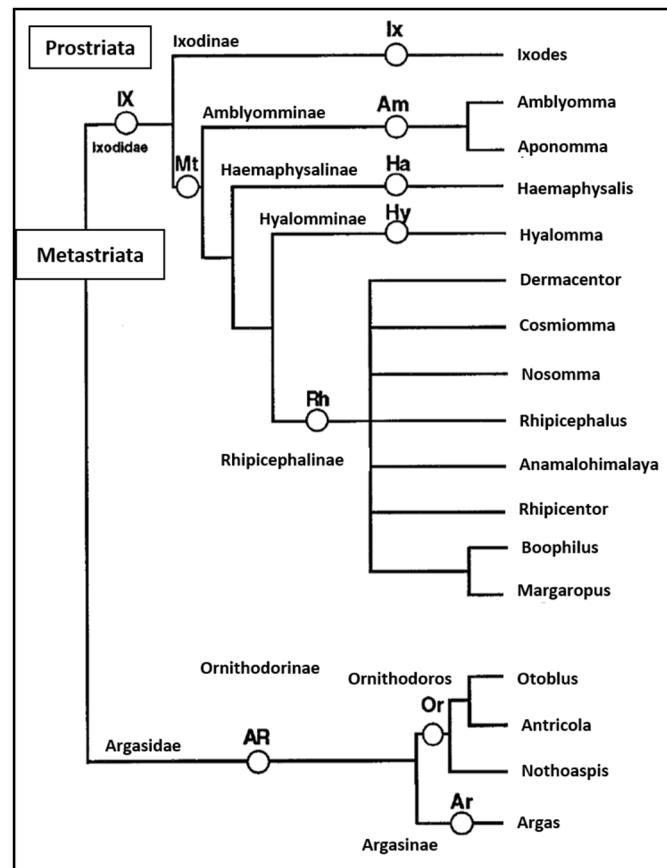 Prostriata
Ixodinae
Ix
Ixodes
IX
Ixodidae
Amblyomminae
Am
Amblyomma
Aponomma
Mt
Haemaphysalinae
Ha
Haemaphysalis
Hyalomminae
Hy
Hyalomma
Metastriata
Dermacentor
Cosmiomma
Nosomma
Rh
Rhipicephalus
Rhipicephalinae
Anamalohimalaya
Rhipicentor
Boophilus
Margaropus
Ornithodorinae
Ornithodoros
Otoblus
Or
Antricola
Argasidae
AR
Nothoaspis
Ar
Argas
Argasinae